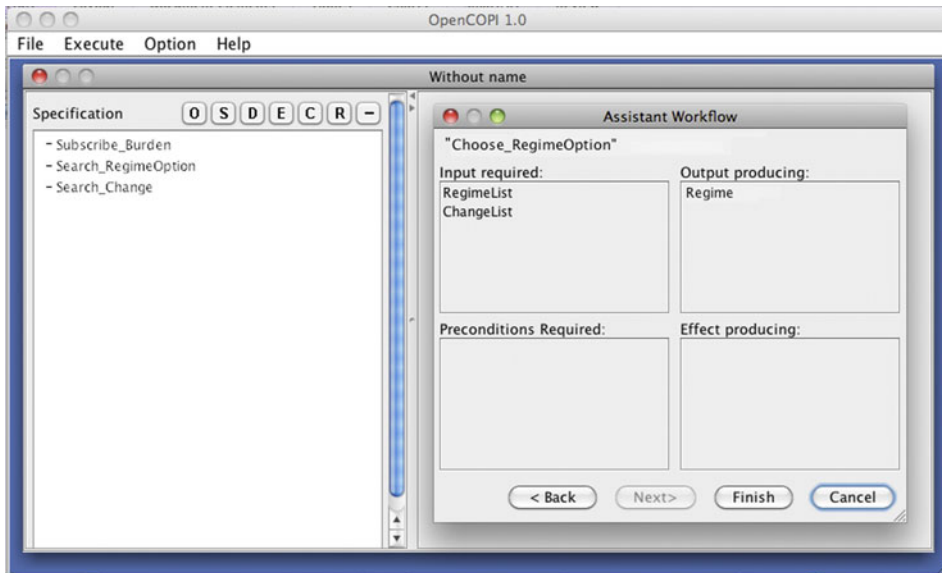 OpenCOPI 1.0
File Execute Option Help
Without name
Specification O S D E C R −
- Subscribe_Burden
- Search_RegimeOption
- Search_Change
Assistant Workflow
"Choose_RegimeOption"
Input required:
RegimeList
ChangeList
Output producing:
Regime
Preconditions Required:
Effect producing:
< Back Next> Finish Cancel